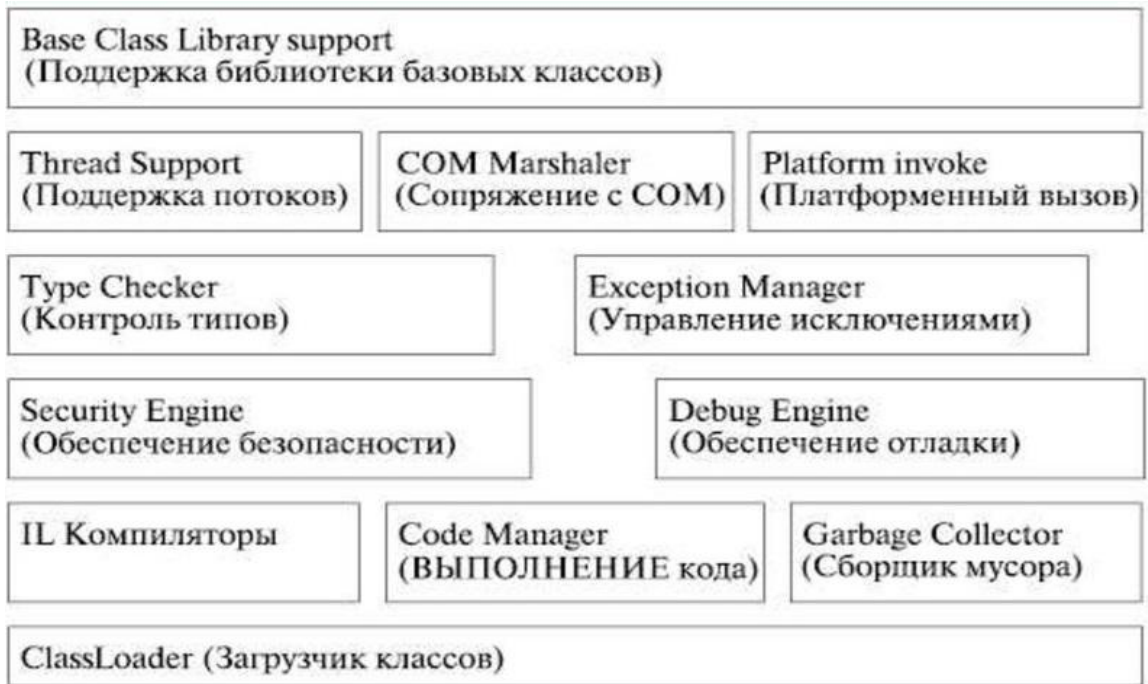 Base Class Library support
(Поддержка библиотеки базовых классов)
Thread Support
(Поддержка потоков)
COM Marshaler
(Сопряжение с COM)
Platform invoke
(Платформенный вызов)
Type Checker
(Контроль типов)
Exception Manager
(Управление исключениями)
Security Engine
(Обеспечение безопасности)
Debug Engine
(Обеспечение отладки)
IL Компиляторы
Code Manager
(ВЫПОЛНЕНИЕ кода)
Garbage Collector
(Сборщик мусора)
ClassLoader (Загрузчик классов)